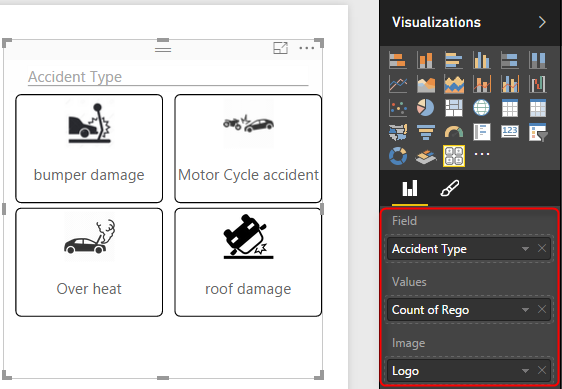 Visualizations
Accident Type
bumper damage
Motor Cycle accident
Over heat
roof damage
123
Field
Accident Type
Values
Count of Rego
Image
Logo